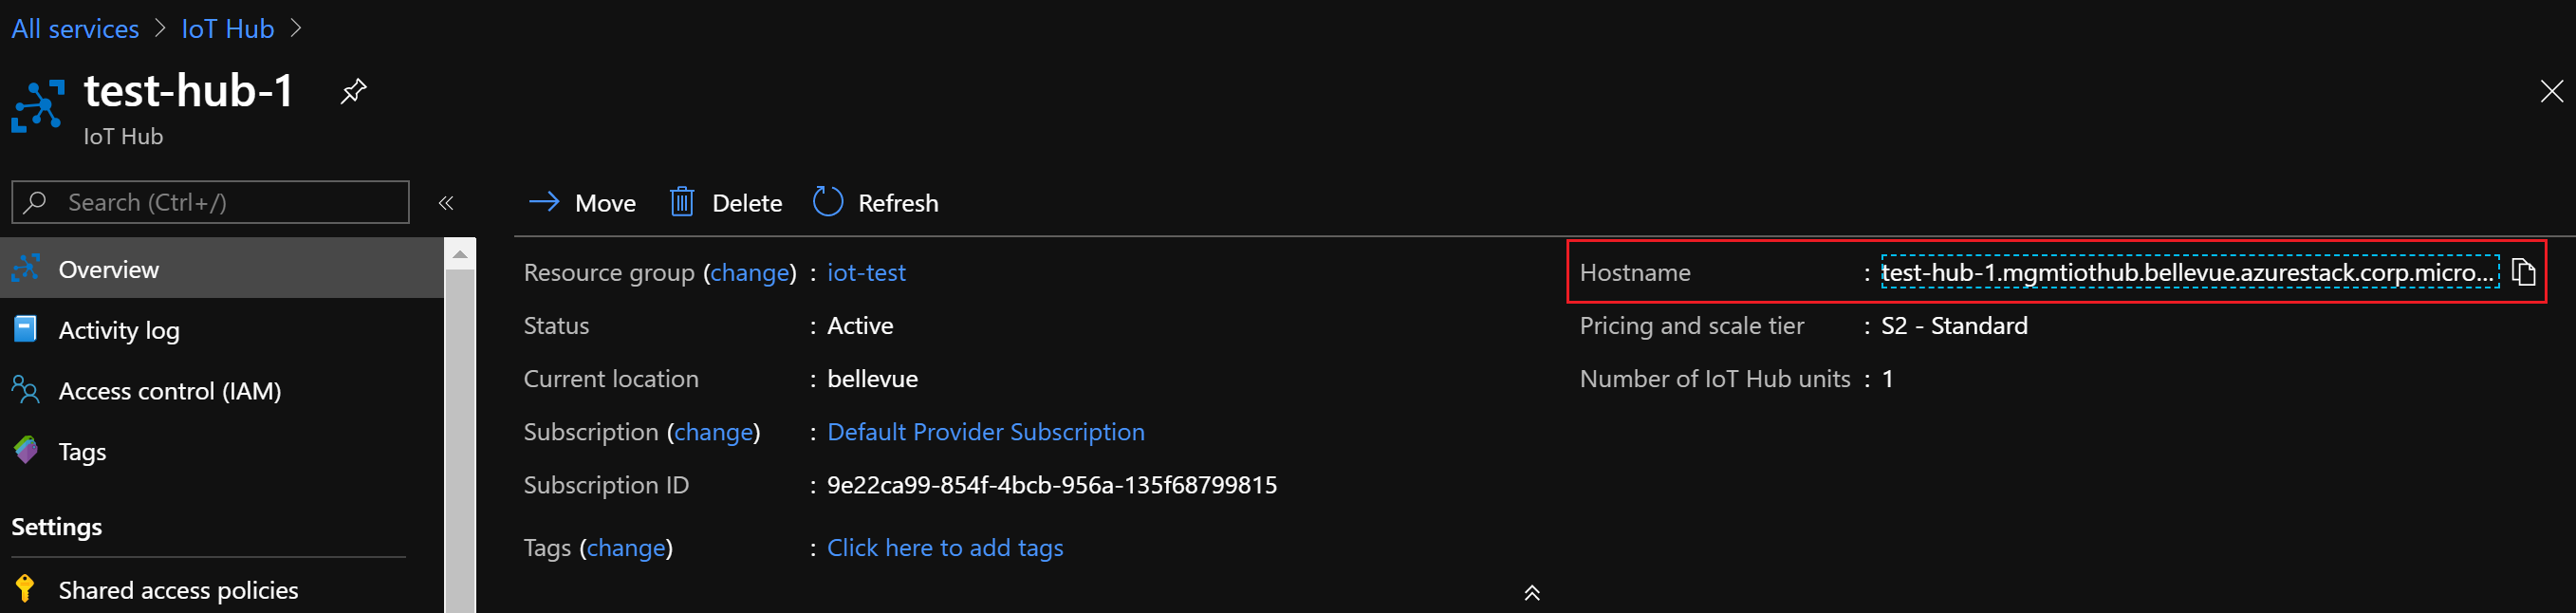 All services > IoT Hub >
test-hub-1
IoT Hub
Search (Ctrl+/)
«
Move
Delete
Refresh
Overview
Activity log
Access control (IAM)
Tags
Settings
Shared access policies
Resource group (change) : iot-test
Status : Active
Current location : bellevue
Subscription (change) : Default Provider Subscription
Subscription ID : 9e22ca99-854f-4bcb-956a-135f68799815
Tags (change) : Click here to add tags
Hostname : test-hub-1.mgmtiothub.bellevue.azurestack.corp.micro...
Pricing and scale tier : S2 - Standard
Number of IoT Hub units : 1